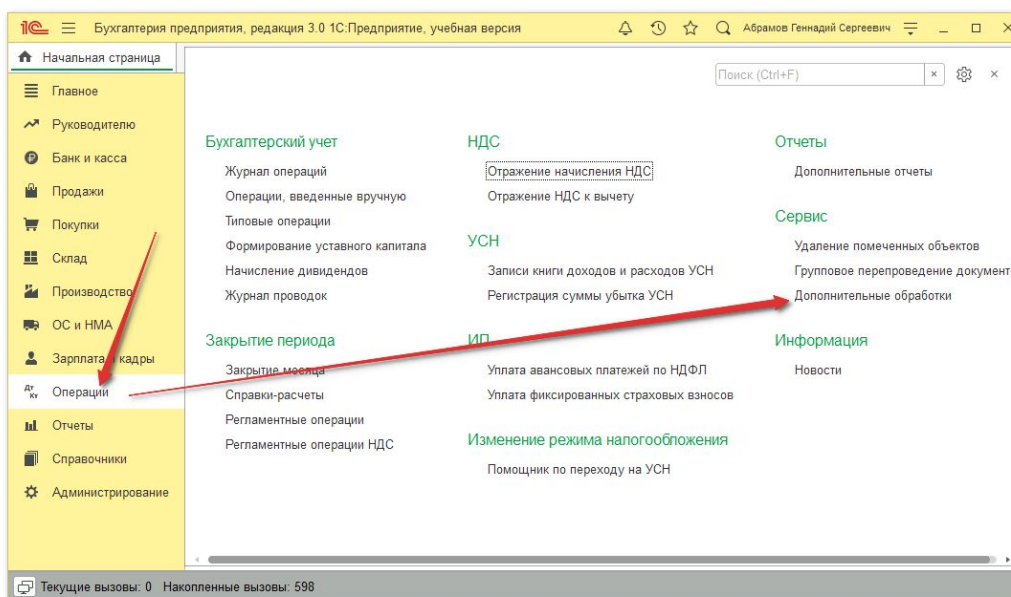 1С Бухгалтерия предприятия, редакция 3.0 1С:Предприятие, учебная версия Абрамов Геннадий Сергеевич
Начальная страница
Поиск (Ctrl+F)
Главное
Руководителю
Банк и касса
Продажи
Покупки
Склад
Производство
ОС и НМА
Зарплата и кадры
Дт Кт Операции
Отчеты
Справочники
Администрирование
Бухгалтерский учет
Журнал операций
Операции, введенные вручную
Типовые операции
Формирование уставного капитала
Начисление дивидендов
Журнал проводок
Закрытие периода
Закрытие месяца
Справки-расчеты
Регламентные операции
Регламентные операции НДС
НДС
Отражение начисления НДС
Отражение НДС к вычету
УСН
Записи книги доходов и расходов УСН
Регистрация суммы убытка УСН
ИП
Уплата авансовых платежей по НДФЛ
Уплата фиксированных страховых взносов
Изменение режима налогообложения
Помощник по переходу на УСН
Отчеты
Дополнительные отчеты
Сервис
Удаление помеченных объектов
Групповое перепроведение документ
Дополнительные обработки
Информация
Новости
Текущие вызовы: 0 Накопленные вызовы: 598